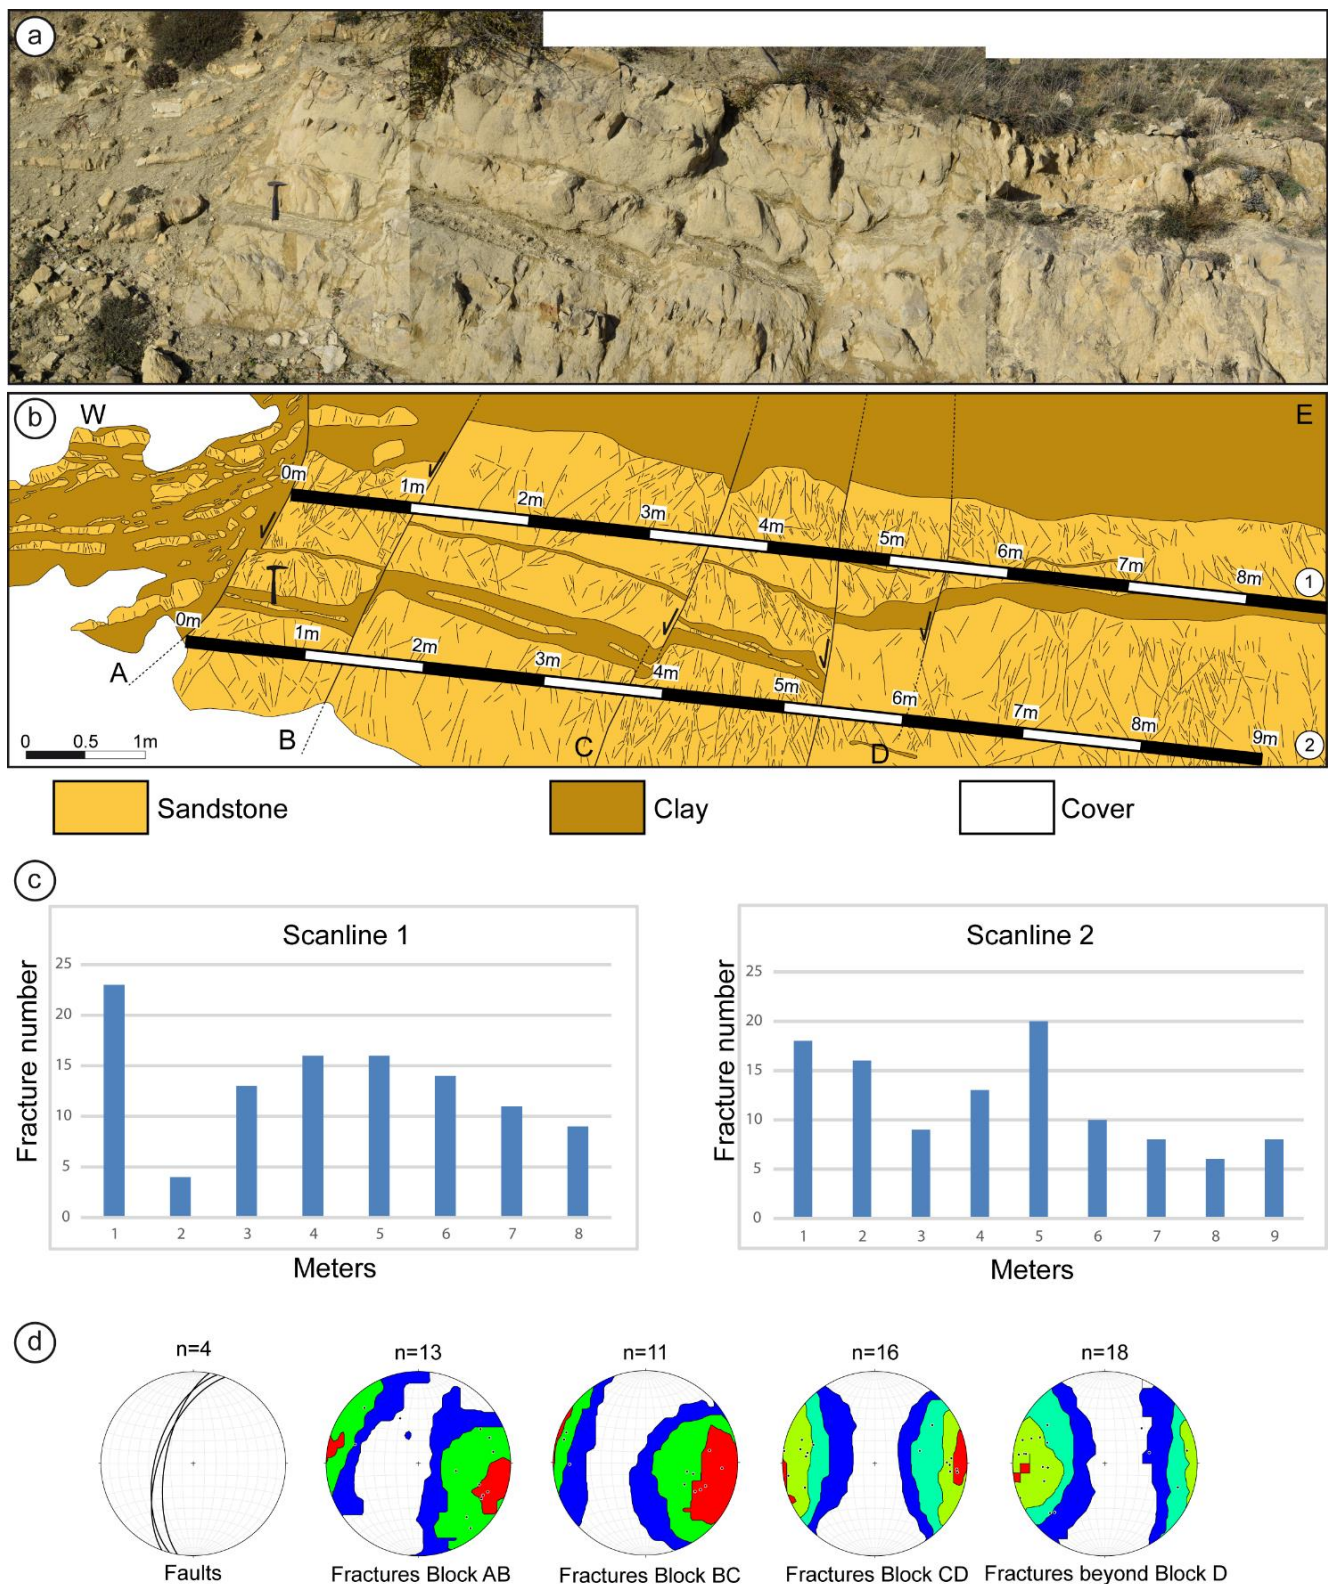 a
b
W
E
0m
1m
2m
3m
4m
5m
6m
7m
8m
1
0m
1m
2m
3m
4m
5m
6m
7m
8m
9m
2
A
B
C
D
0 0.5 1m
Sandstone
Clay
Cover
c
Scanline 1
Fracture number
25
20
15
10
5
0
1 2 3 4 5 6 7 8
Meters
Scanline 2
Fracture number
25
20
15
10
5
0
1 2 3 4 5 6 7 8 9
Meters
d
n=4
n=13
n=11
n=16
n=18
Faults
Fractures Block AB
Fractures Block BC
Fractures Block CD
Fractures beyond Block D